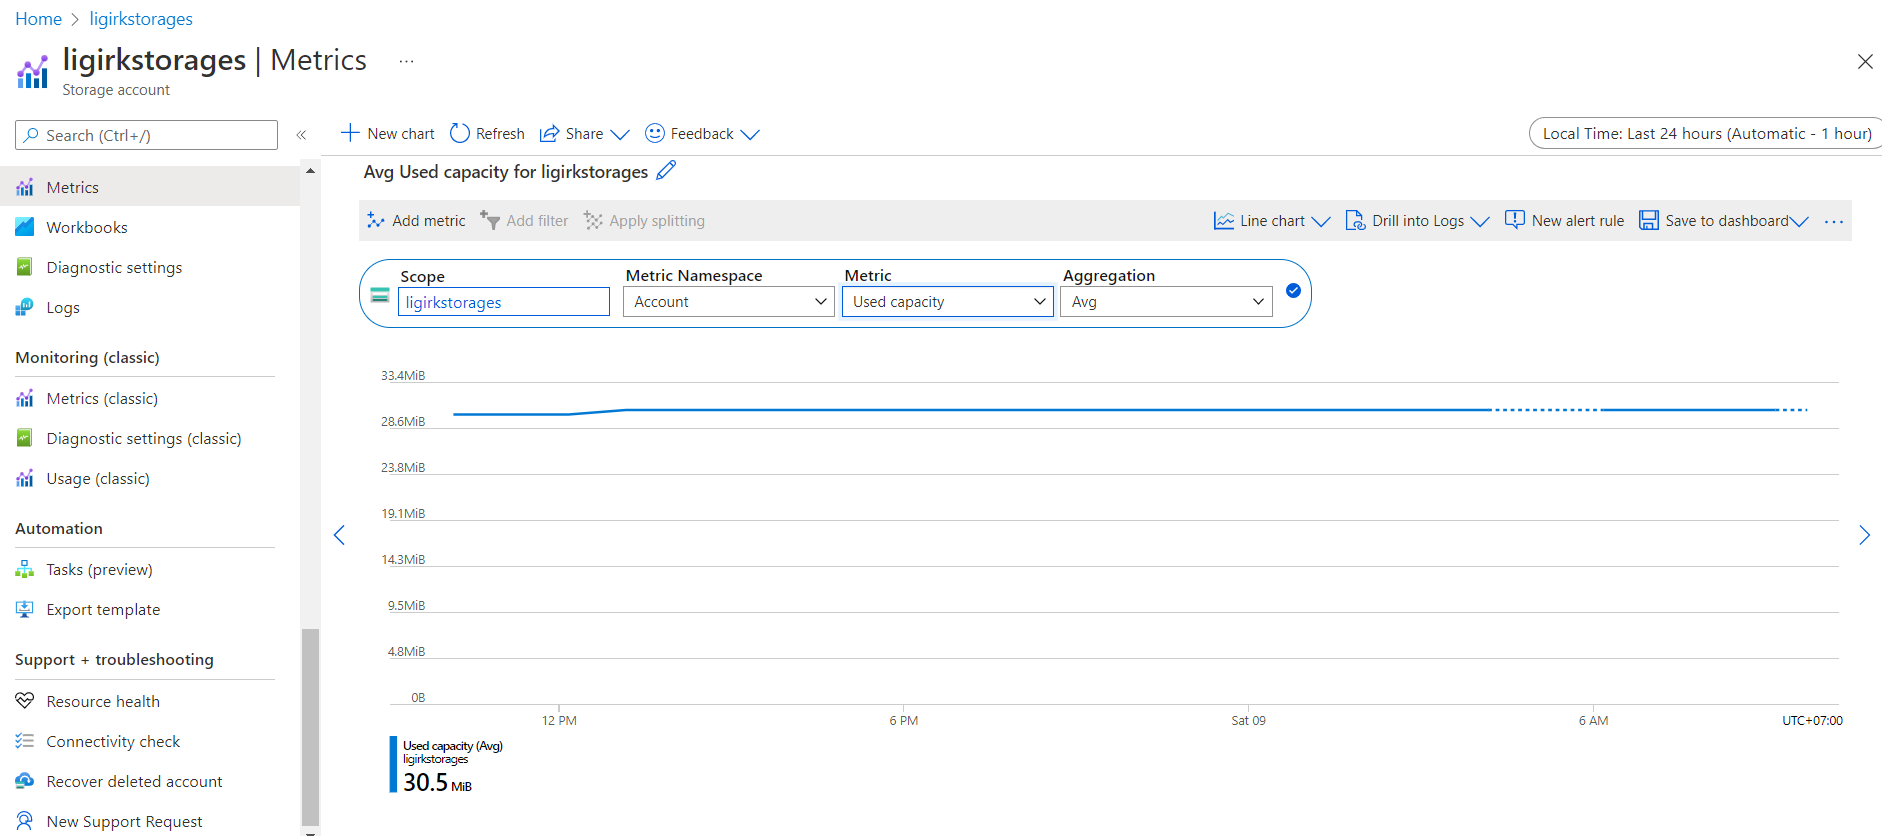 Home > ligirkstorages
ligirkstorages | Metrics ...
Storage account
Search (Ctrl+/)
«
Metrics
Workbooks
Diagnostic settings
Logs
Monitoring (classic)
Metrics (classic)
Diagnostic settings (classic)
Usage (classic)
Automation
Tasks (preview)
Export template
Support + troubleshooting
Resource health
Connectivity check
Recover deleted account
New Support Request
New chart Refresh Share Feedback
Local Time: Last 24 hours (Automatic - 1 hour)
Avg Used capacity for ligirkstorages
Add metric Add filter Apply splitting Line chart Drill into Logs New alert rule Save to dashboard ...
Scope Metric Namespace Metric Aggregation
ligirkstorages Account Used capacity Avg
33.4MiB
28.6MiB
23.8MiB
19.1MiB
14.3MiB
9.5MiB
4.8MiB
0B
12 PM 6 PM Sat 09 6 AM UTC+07:00
Used capacity (Avg)
ligirkstorages
30.5 MiB